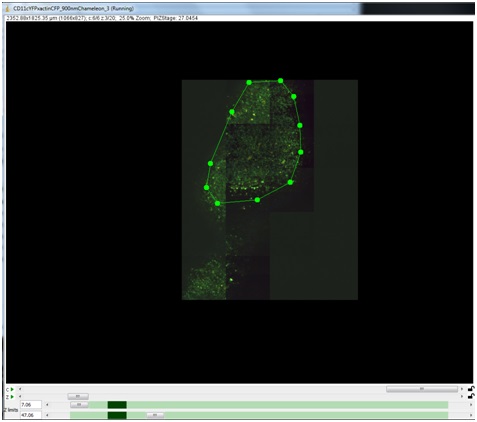 CD11cYFPxactinCFP_900nmChameleon_3 (Running)
2352.69x1825.35 µm (1066x827), c:6/6 z:3/20, 25.0% Zoom, PIZStage: 27.0454
c
z
7.06
Z limits
47.06